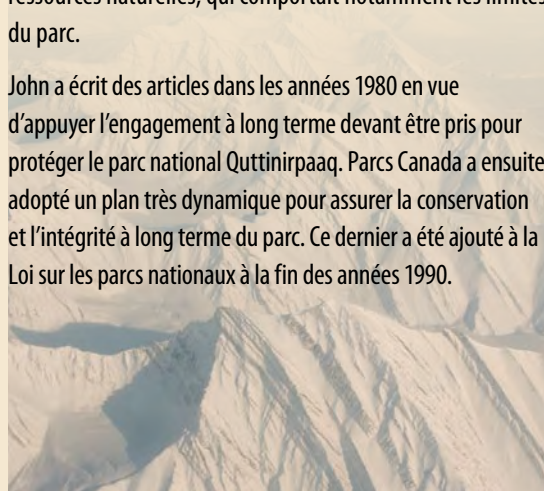 ressources naturelles, qui comportait notamment les limites
du parc.
John a écrit des articles dans les années 1980 en vue
d’appuyer l’engagement à long terme devant être pris pour
protéger le parc national Quttinirpaaq. Parcs Canada a ensuite
adopté un plan très dynamique pour assurer la conservation
et l’intégrité à long terme du parc. Ce dernier a été ajouté à la
Loi sur les parcs nationaux à la fin des années 1990.